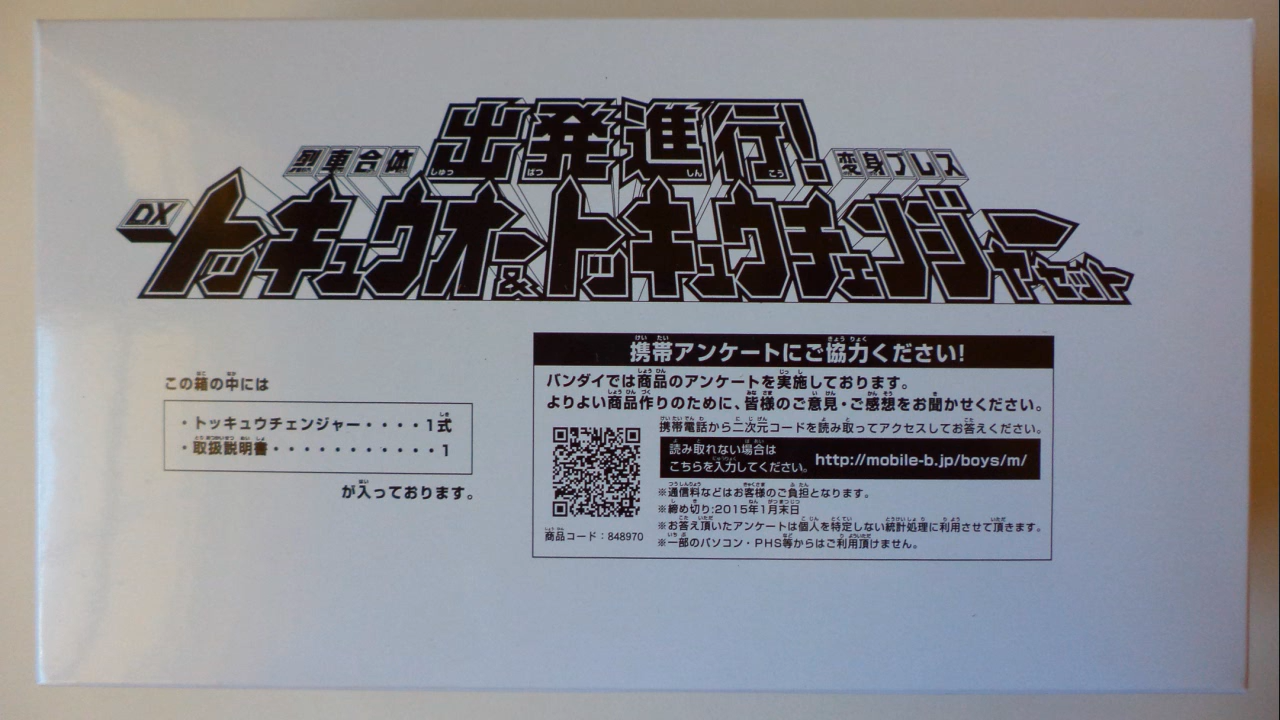 出発進行!
しゅっ ぱつ しん こう
烈車合体 変身ブレス
DX トッキュウオー&トッキュウチェンジャーセット
この箱の中には
・トッキュウチェンジャー・・・・1式
・取扱説明書・・・・・・・・・・・1
が入っております。
携帯アンケートにご協力ください!
バンダイでは商品のアンケートを実施しております。
よりよい商品作りのために、皆様のご意見・ご感想をお聞かせください。
携帯電話から二次元コードを読み取ってアクセスしてお答えください。
読み取れない場合は
こちらを入力してください。 http://mobile-b.jp/boys/m/
※通信料などはお客様のご負担となります。
※締め切り:2015年1月末日
※お答え頂いたアンケートは個人を特定しない統計処理に利用させて頂きます。
※一部のパソコン・PHS等からはご利用頂けません。
商品コード:848970